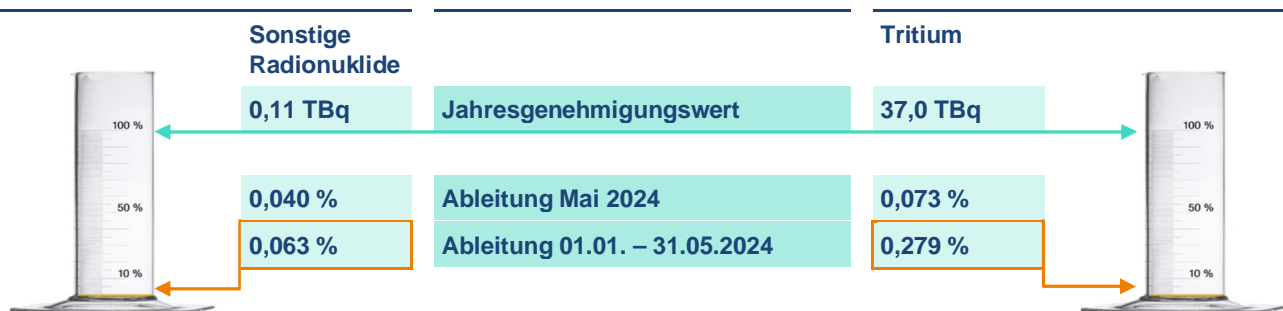 Sonstige
Radionuklide
Tritium
0,11 TBq
Jahresgenehmigungswert
37,0 TBq
100 %
100 %
0,040 %
Ableitung Mai 2024
0,073 %
50 %
50 %
0,063 %
Ableitung 01.01. – 31.05.2024
0,279 %
10 %
10 %